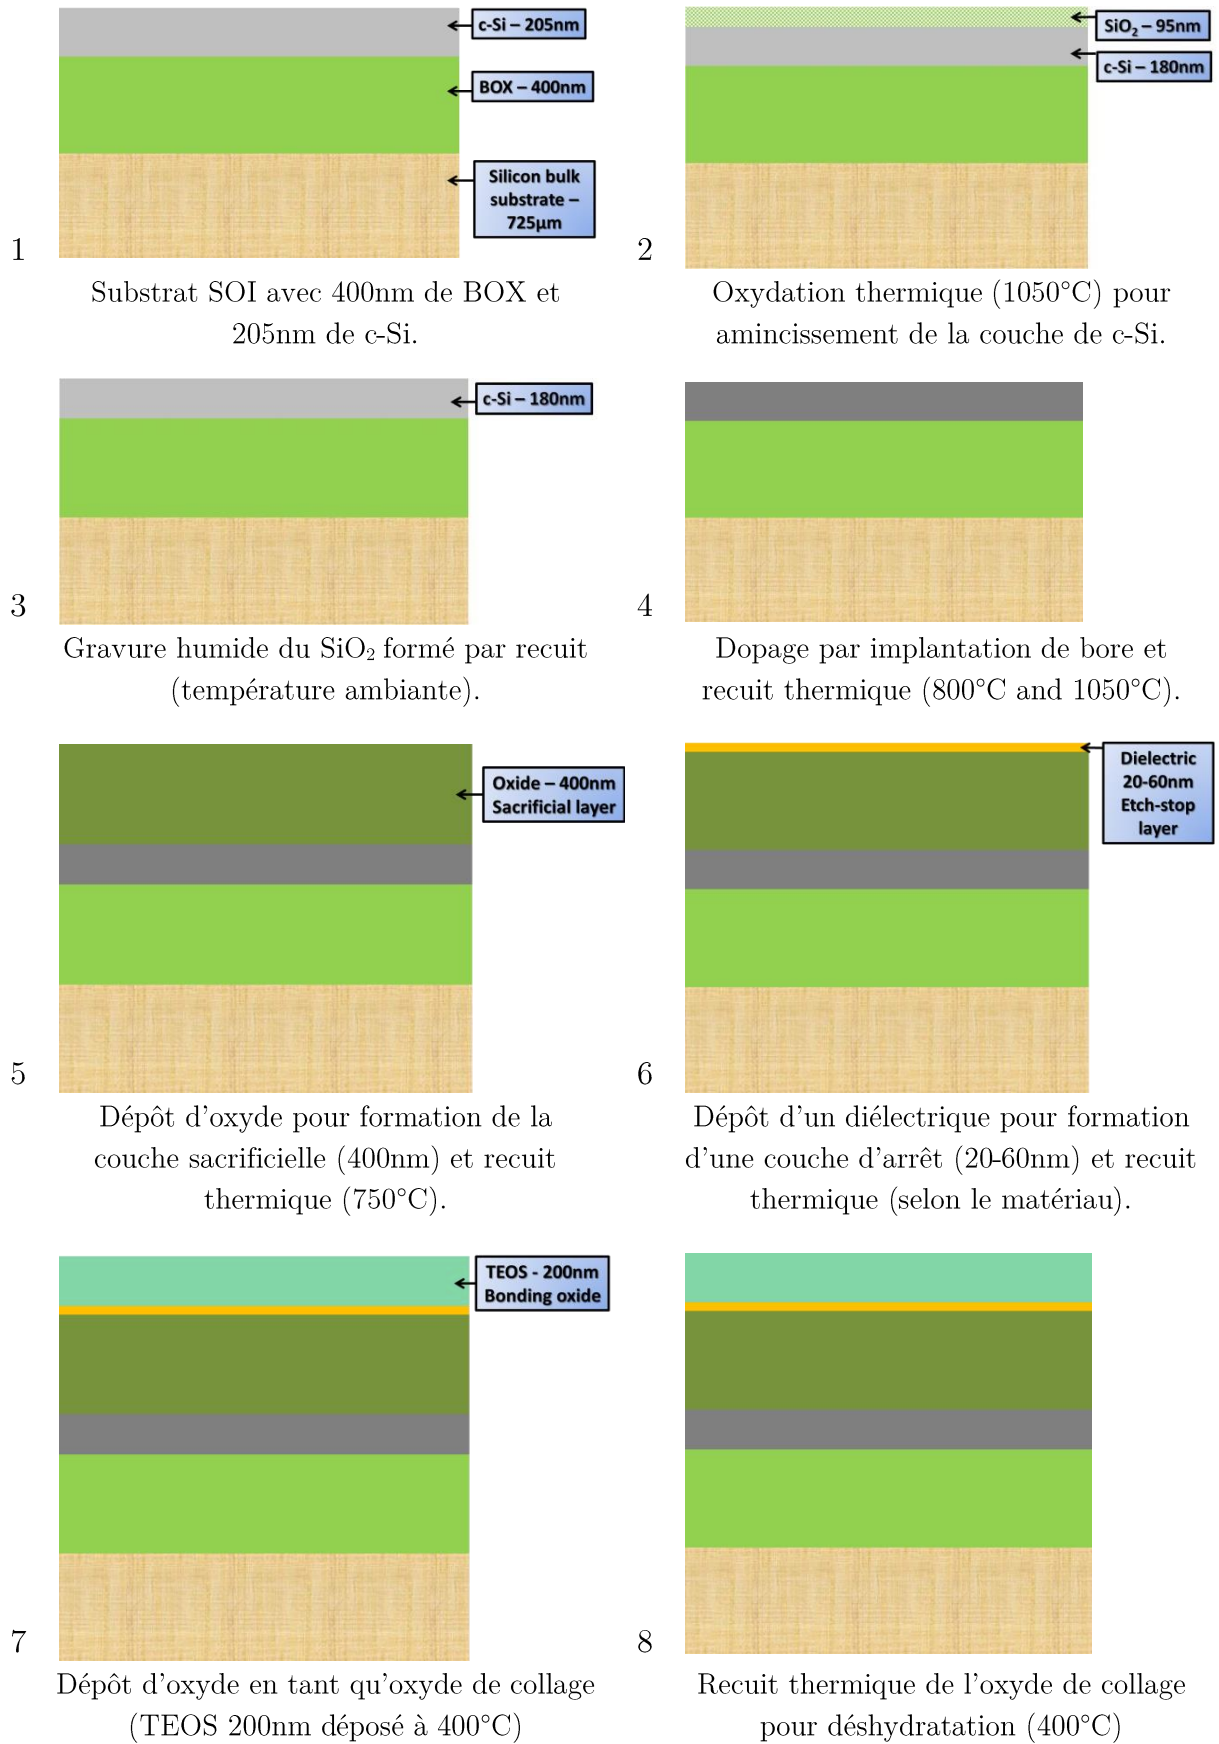 c-Si – 205nm
BOX – 400nm
Silicon bulk
substrate –
725µm
1
Substrat SOI avec 400nm de BOX et
205nm de c-Si.
SiO₂ – 95nm
c-Si – 180nm
2
Oxydation thermique (1050°C) pour
amincissement de la couche de c-Si.
c-Si – 180nm
3
Gravure humide du SiO₂ formé par recuit
(température ambiante).
4
Dopage par implantation de bore et
recuit thermique (800°C and 1050°C).
Oxide – 400nm
Sacrificial layer
5
Dépôt d'oxyde pour formation de la
couche sacrificielle (400nm) et recuit
thermique (750°C).
Dielectric
20-60nm
Etch-stop
layer
6
Dépôt d'un diélectrique pour formation
d'une couche d'arrêt (20-60nm) et recuit
thermique (selon le matériau).
TEOS - 200nm
Bonding oxide
7
Dépôt d'oxyde en tant qu'oxyde de collage
(TEOS 200nm déposé à 400°C)
8
Recuit thermique de l'oxyde de collage
pour déshydratation (400°C)